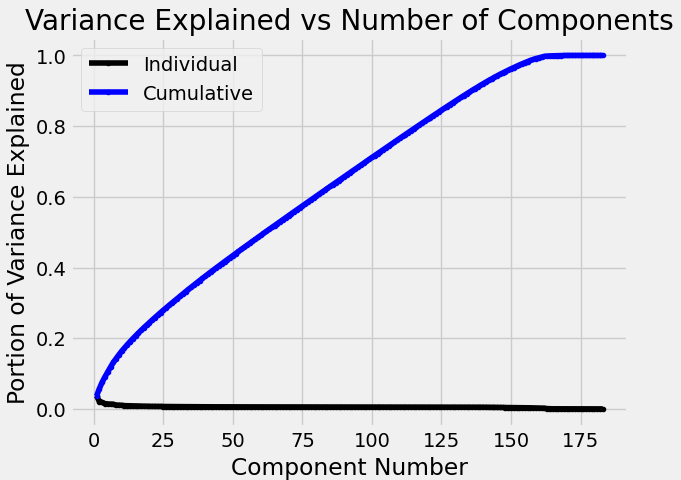 Variance Explained vs Number of Components
Individual
Cumulative
Portion of Variance Explained
1.0
0.8
0.6
0.4
0.2
0.0
0 25 50 75 100 125 150 175
Component Number